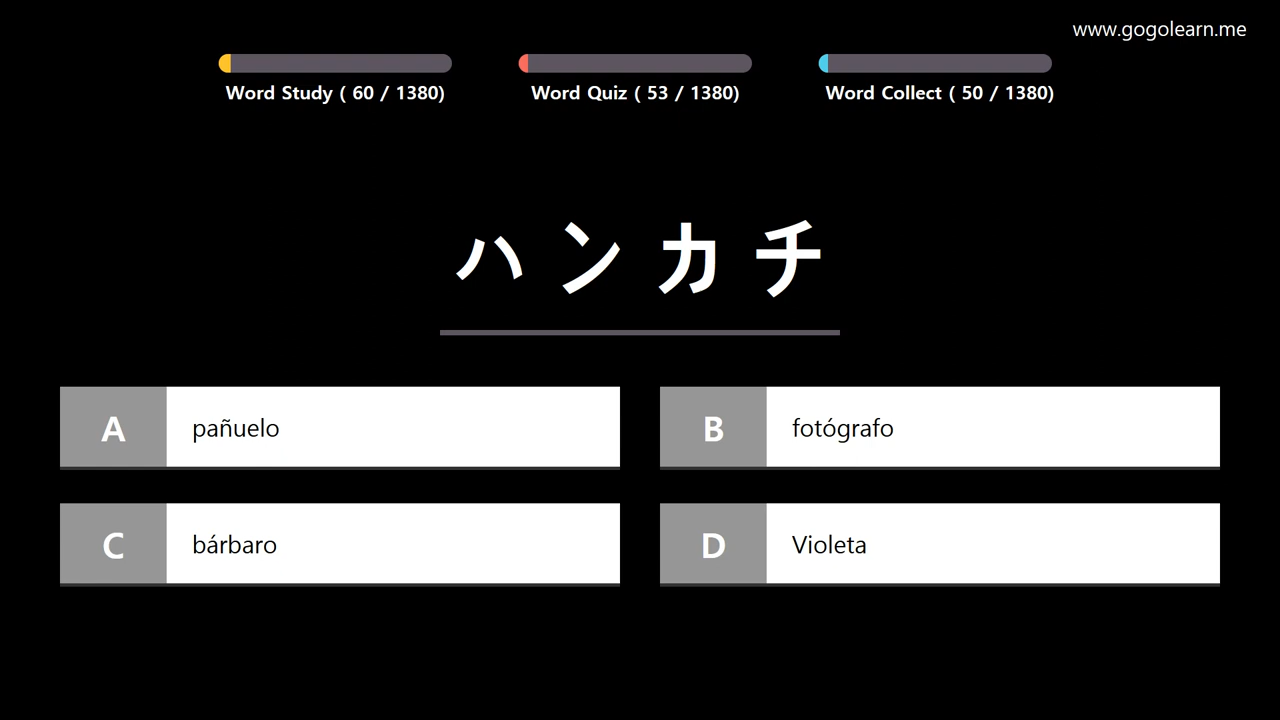 www.gogolearn.me
Word Study ( 60 / 1380)
Word Quiz ( 53 / 1380)
Word Collect ( 50 / 1380)
ハンカチ
A pañuelo
B fotógrafo
C bárbaro
D Violeta